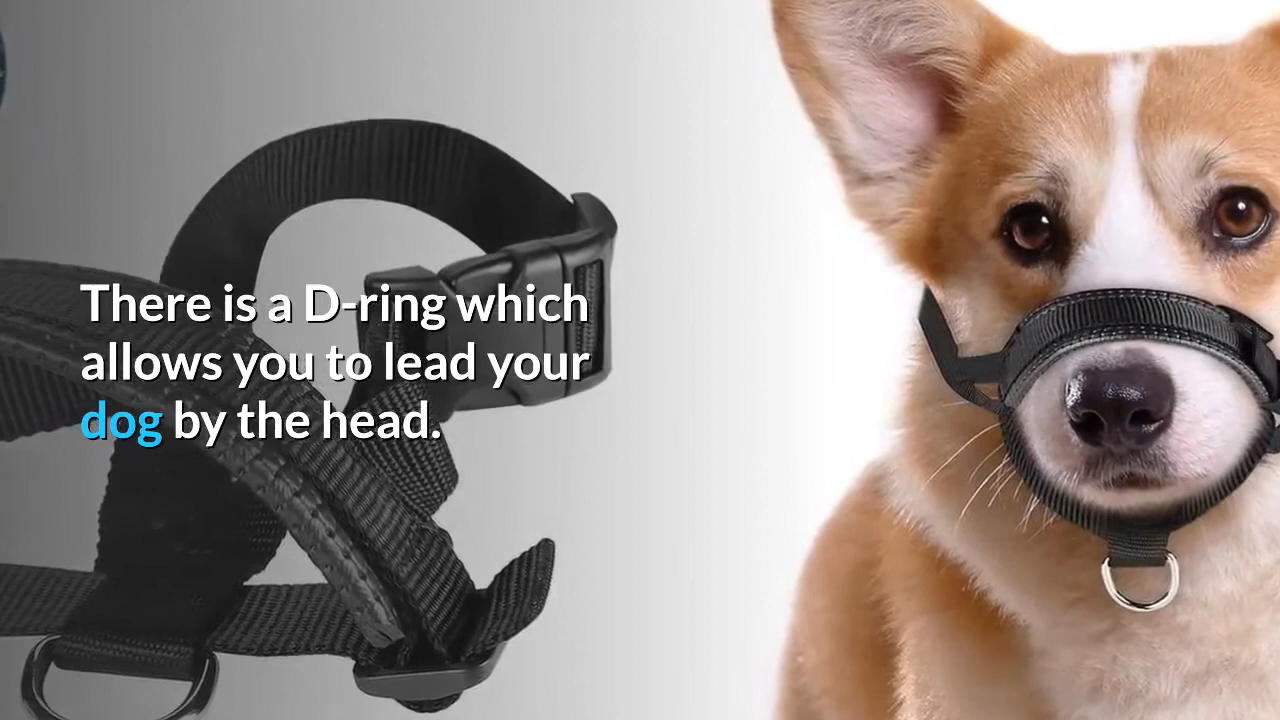 There is a D-ring which
allows you to lead your
dog by the head.